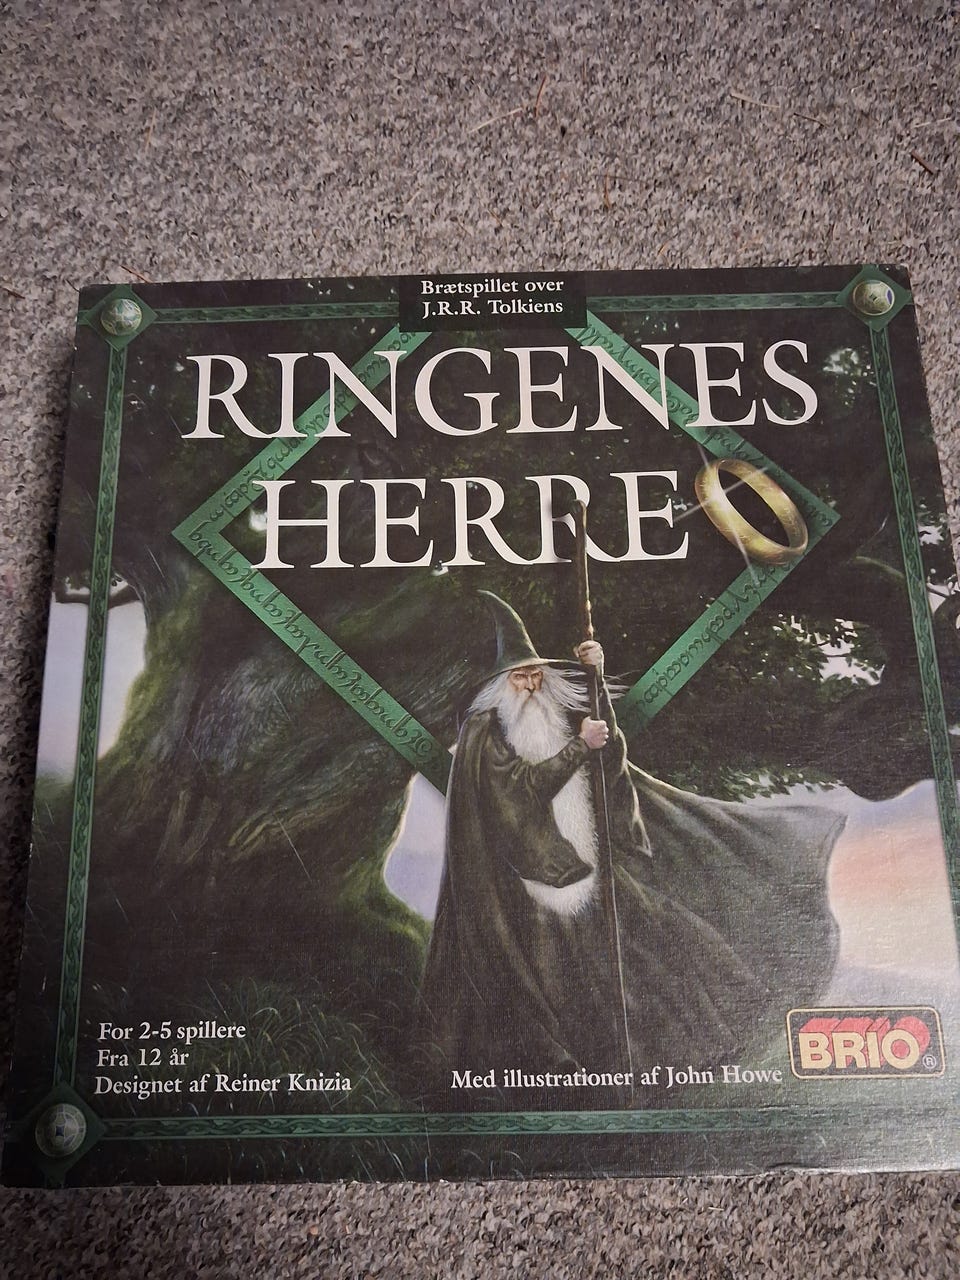 Brætspillet over
J.R.R. Tolkiens
RINGENES
HERRE
For 2-5 spillere
Fra 12 år
Designet af Reiner Knizia
Med illustrationer af John Howe
BRIO®